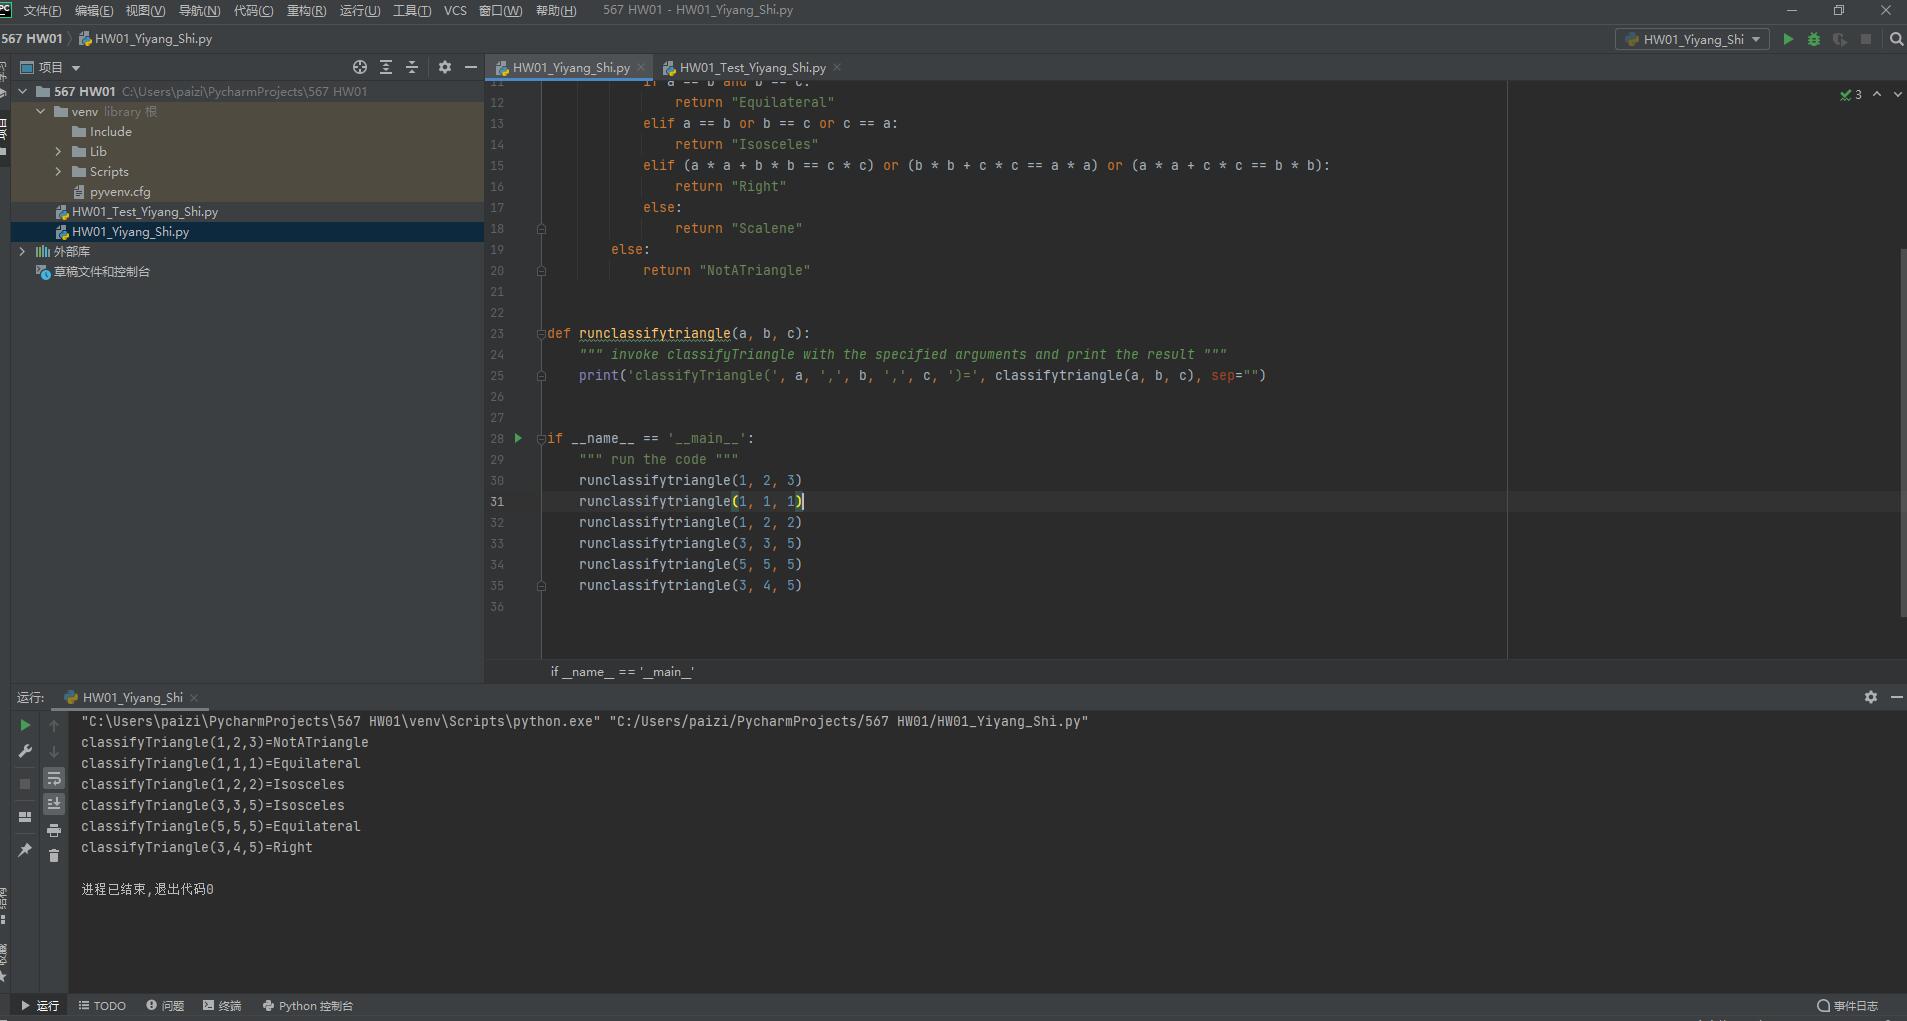 文件(F) 编辑(E) 视图(V) 导航(N) 代码(C) 重构(R) 运行(U) 工具(T) VCS 窗口(W) 帮助(H) 567 HW01 - HW01_Yiyang_Shi.py
567 HW01 HW01_Yiyang_Shi.py HW01_Yiyang_Shi
项目
HW01_Yiyang_Shi.py HW01_Test_Yiyang_Shi.py
567 HW01 C:\Users\paizi\PycharmProjects\567 HW01
venv library 根
Include
Lib
Scripts
pyvenv.cfg
HW01_Test_Yiyang_Shi.py
HW01_Yiyang_Shi.py
外部库
草稿文件和控制台
3
11 if a == b and b == c:
12 return "Equilateral"
13 elif a == b or b == c or c == a:
14 return "Isosceles"
15 elif (a * a + b * b == c * c) or (b * b + c * c == a * a) or (a * a + c * c == b * b):
16 return "Right"
17 else:
18 return "Scalene"
19 else:
20 return "NotATriangle"
21
22
23 def runclassifytriangle(a, b, c):
24 """ invoke classifyTriangle with the specified arguments and print the result """
25 print('classifyTriangle(', a, ',', b, ',', c, ')=', classifytriangle(a, b, c), sep="")
26
27
28 if __name__ == '__main__':
29 """ run the code """
30 runclassifytriangle(1, 2, 3)
31 runclassifytriangle(1, 1, 1)
32 runclassifytriangle(1, 2, 2)
33 runclassifytriangle(3, 3, 5)
34 runclassifytriangle(5, 5, 5)
35 runclassifytriangle(3, 4, 5)
36
if __name__ == '__main__'
运行: HW01_Yiyang_Shi
"C:\Users\paizi\PycharmProjects\567 HW01\venv\Scripts\python.exe" "C:/Users/paizi/PycharmProjects/567 HW01/HW01_Yiyang_Shi.py"
classifyTriangle(1,2,3)=NotATriangle
classifyTriangle(1,1,1)=Equilateral
classifyTriangle(1,2,2)=Isosceles
classifyTriangle(3,3,5)=Isosceles
classifyTriangle(5,5,5)=Equilateral
classifyTriangle(3,4,5)=Right
进程已结束,退出代码0
运行 TODO 问题 终端 Python 控制台 事件日志